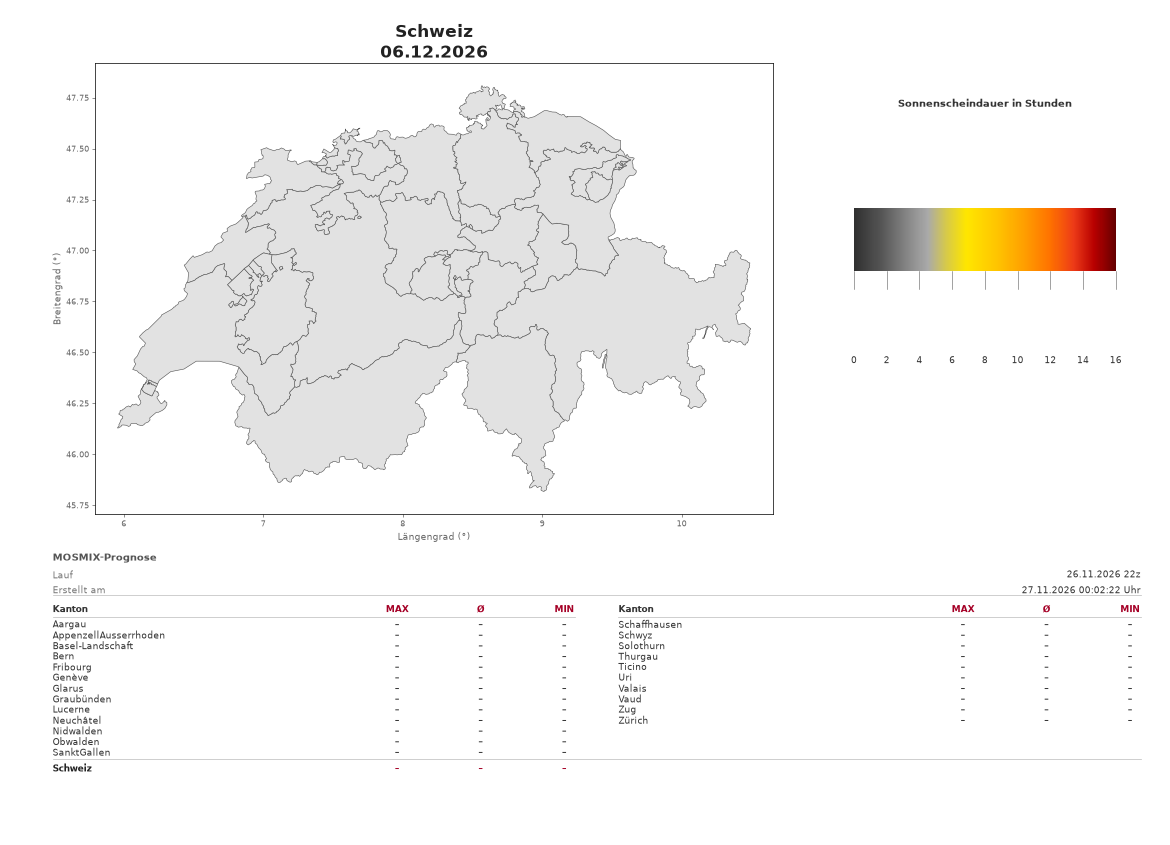 Schweiz
06.12.2026
Sonnenscheindauer in Stunden
47.75
47.50
47.25
47.00
46.75
46.50
46.25
46.00
45.75
Breitengrad (°)
6 7 8 9 10
Längengrad (°)
0 2 4 6 8 10 12 14 16
MOSMIX-Prognose
Lauf 26.11.2026 22z
Erstellt am 27.11.2026 00:02:22 Uhr
Kanton MAX Ø MIN Kanton MAX Ø MIN
Aargau – – – Schaffhausen – – –
AppenzellAusserrhoden – – – Schwyz – – –
Basel-Landschaft – – – Solothurn – – –
Bern – – – Thurgau – – –
Fribourg – – – Ticino – – –
Genève – – – Uri – – –
Glarus – – – Valais – – –
Graubünden – – – Vaud – – –
Lucerne – – – Zug – – –
Neuchâtel – – – Zürich – – –
Nidwalden – – –
Obwalden – – –
SanktGallen – – –
Schweiz – – –